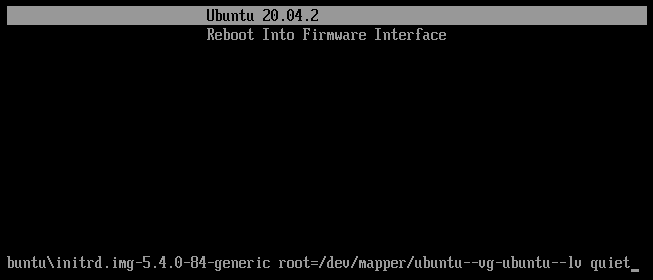 Ubuntu 20.04.2
Reboot Into Firmware Interface
buntu\initrd.img-5.4.0-84-generic root=/dev/mapper/ubuntu--vg-ubuntu--lv quiet_